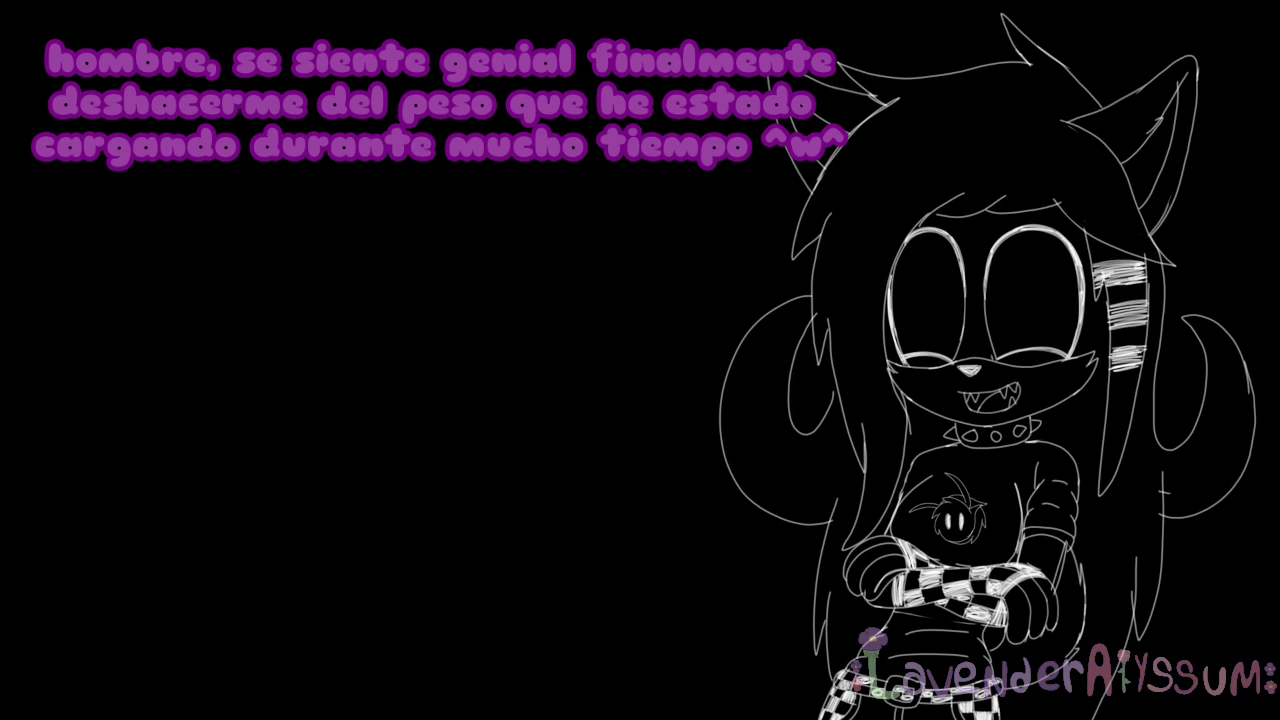 hombre, se siente genial finalmente
deshacerme del peso que he estado
cargando durante mucho tiempo ^w^
LavenderAlyssum